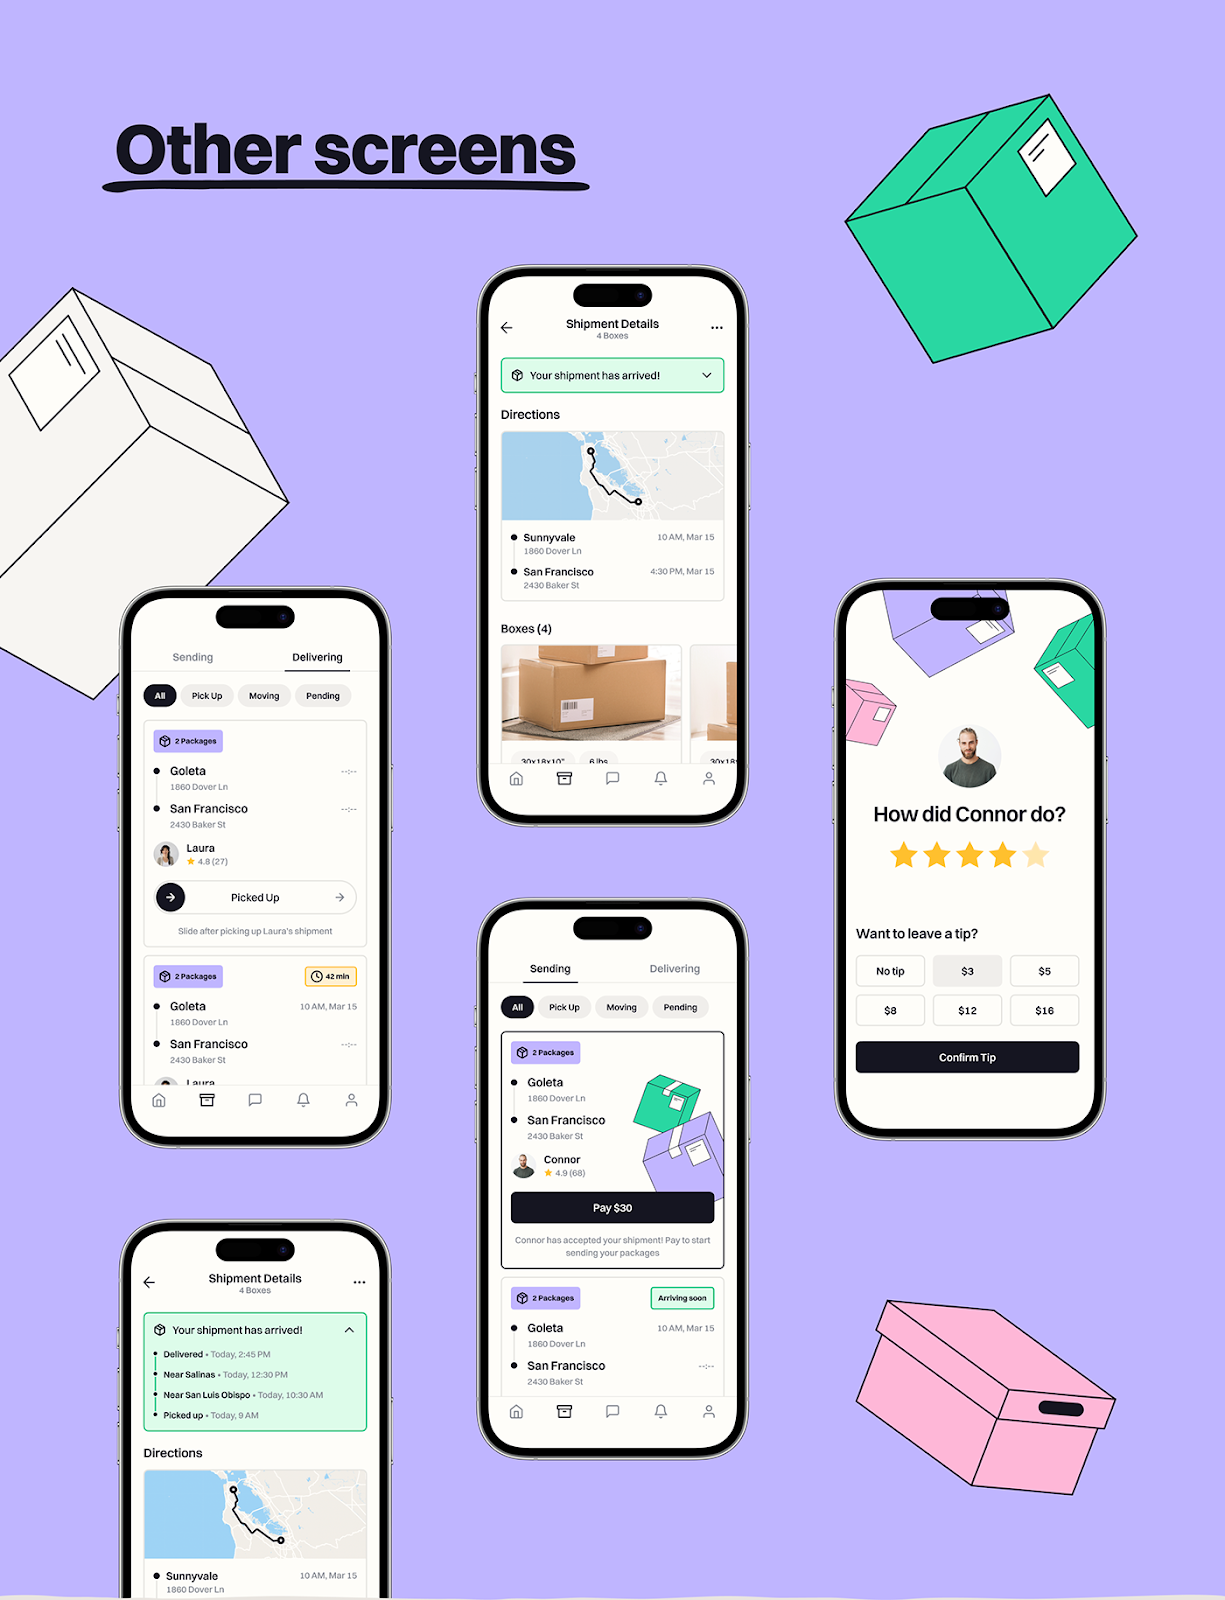 Other screens
Shipment Details
4 Boxes
Your shipment has arrived!
Directions
Sunnyvale 10 AM, Mar 15
1860 Dover Ln
San Francisco 4:30 PM, Mar 15
2430 Baker St
Boxes (4)
30x18x10" 6 lbs 30x18x
Sending Delivering
All Pick Up Moving Pending
2 Packages
Goleta --:--
1860 Dover Ln
San Francisco --:--
2430 Baker St
Laura
4.8 (27)
Picked Up
Slide after picking up Laura's shipment
2 Packages 42 min
Goleta 10 AM, Mar 15
1860 Dover Ln
San Francisco --:--
2430 Baker St
Laura
How did Connor do?
Want to leave a tip?
No tip $3 $5
$8 $12 $16
Confirm Tip
Sending Delivering
All Pick Up Moving Pending
2 Packages
Goleta
1860 Dover Ln
San Francisco
2430 Baker St
Connor
4.9 (68)
Pay $30
Connor has accepted your shipment! Pay to start
sending your packages
2 Packages Arriving soon
Goleta 10 AM, Mar 15
1860 Dover Ln
San Francisco --:--
2430 Baker St
Shipment Details
4 Boxes
Your shipment has arrived!
Delivered • Today, 2:45 PM
Near Salinas • Today, 12:30 PM
Near San Luis Obispo • Today, 10:30 AM
Picked up • Today, 9 AM
Directions
Sunnyvale 10 AM, Mar 15
1860 Dover Ln